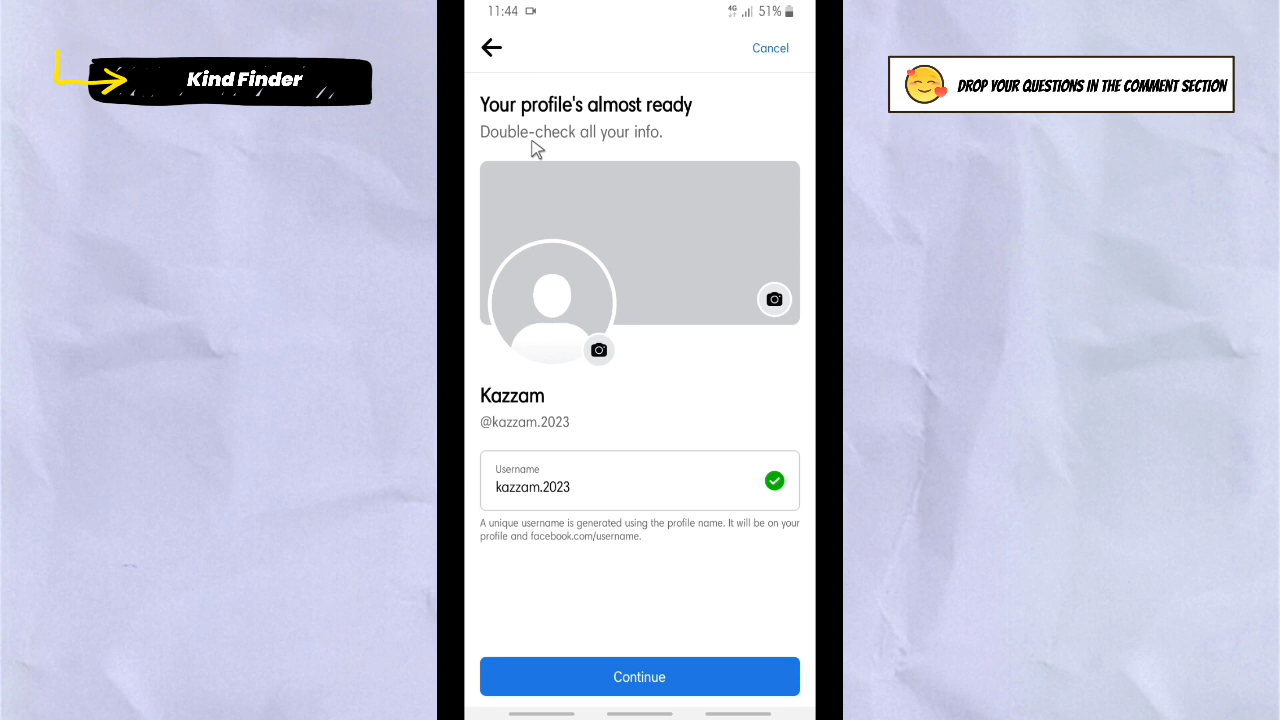 11:44
4G
51%
Kind Finder
Cancel
DROP YOUR QUESTIONS IN THE COMMENT SECTION
Your profile's almost ready
Double-check all your info.
Kazzam
@kazzam.2023
Username
kazzam.2023
A unique username is generated using the profile name. It will be on your
profile and facebook.com/username.
Continue